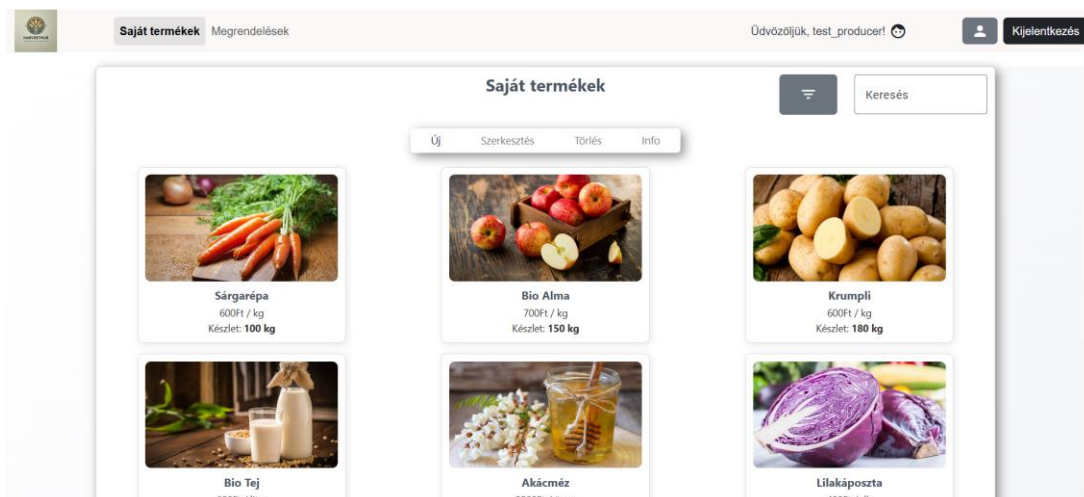 HARVESTHUB
Saját termékek Megrendelések Üdvözöljük, test_producer! Kijelentkezés
Saját termékek
Keresés
Új Szerkesztés Törlés Info
Sárgarépa
600Ft / kg
Készlet: 100 kg
Bio Alma
700Ft / kg
Készlet: 150 kg
Krumpli
600Ft / kg
Készlet: 180 kg
Bio Tej
Akácméz
Lilakáposzta